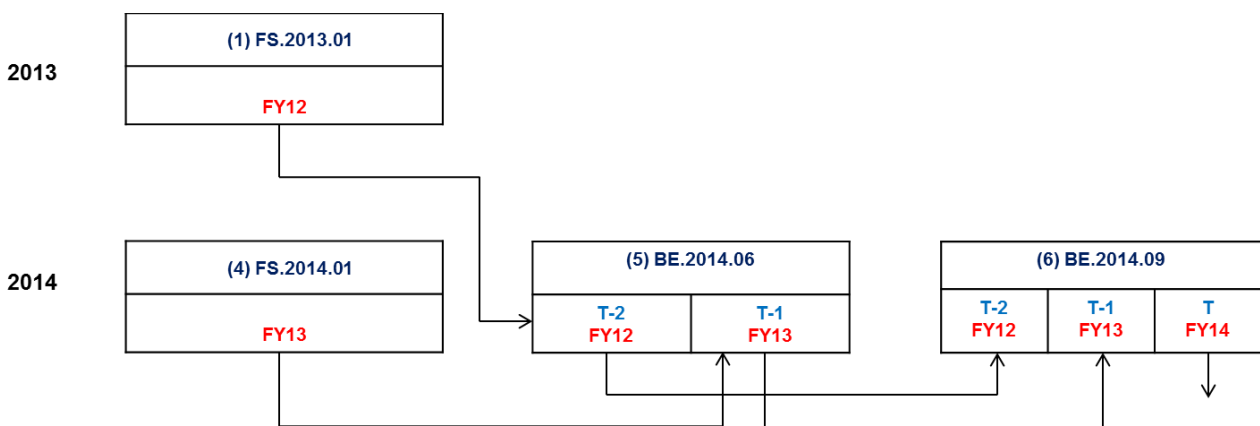 (1) FS.2013.01
2013
FY12
(4) FS.2014.01
(5) BE.2014.06
(6) BE.2014.09
2014
FY13
T-2
FY12
T-1
FY13
T-2
FY12
T-1
FY13
T
FY14